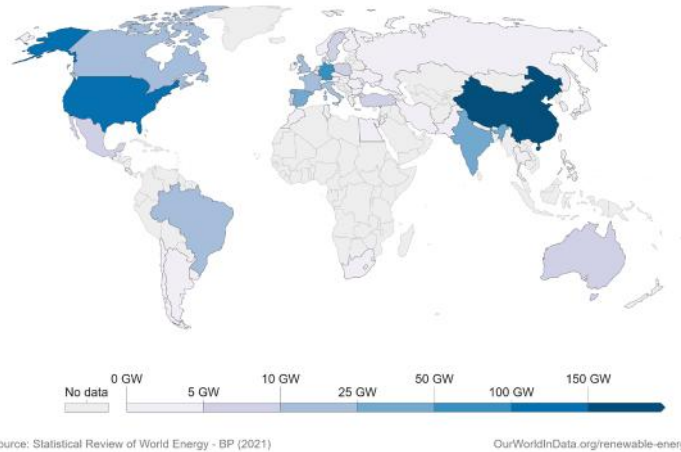 0 GW 10 GW 50 GW 150 GW
No data 5 GW 25 GW 100 GW
ource: Statistical Review of World Energy - BP (2021)
OurWorldInData.org/renewable-energ